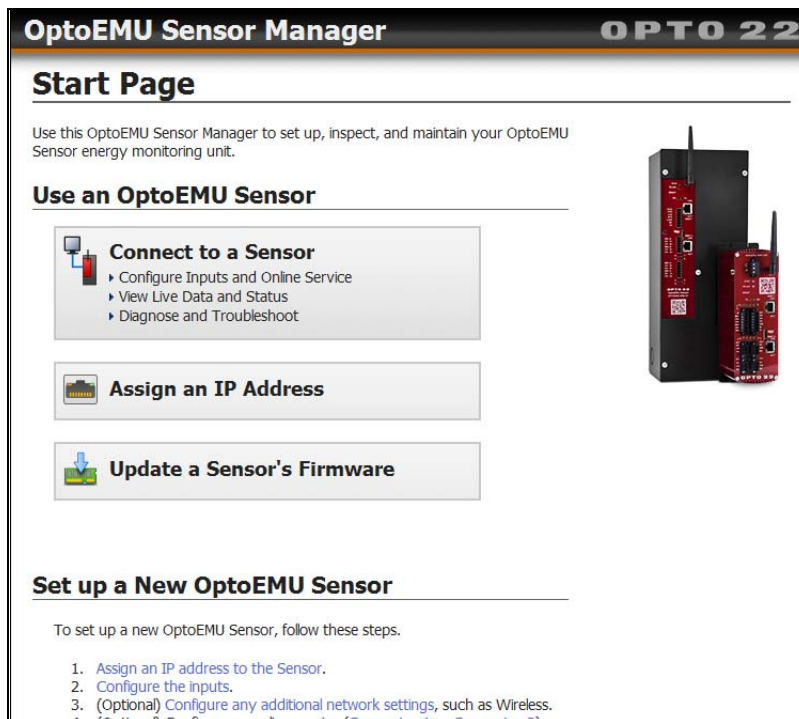 OptoEMU Sensor Manager
OPTO 22
Start Page
Use this OptoEMU Sensor Manager to set up, inspect, and maintain your OptoEMU
Sensor energy monitoring unit.
Use an OptoEMU Sensor
Connect to a Sensor
Configure Inputs and Online Service
View Live Data and Status
Diagnose and Troubleshoot
Assign an IP Address
Update a Sensor's Firmware
Set up a New OptoEMU Sensor
To set up a new OptoEMU Sensor, follow these steps.
1. Assign an IP address to the Sensor.
2. Configure the inputs.
3. (Optional) Configure any additional network settings, such as Wireless.